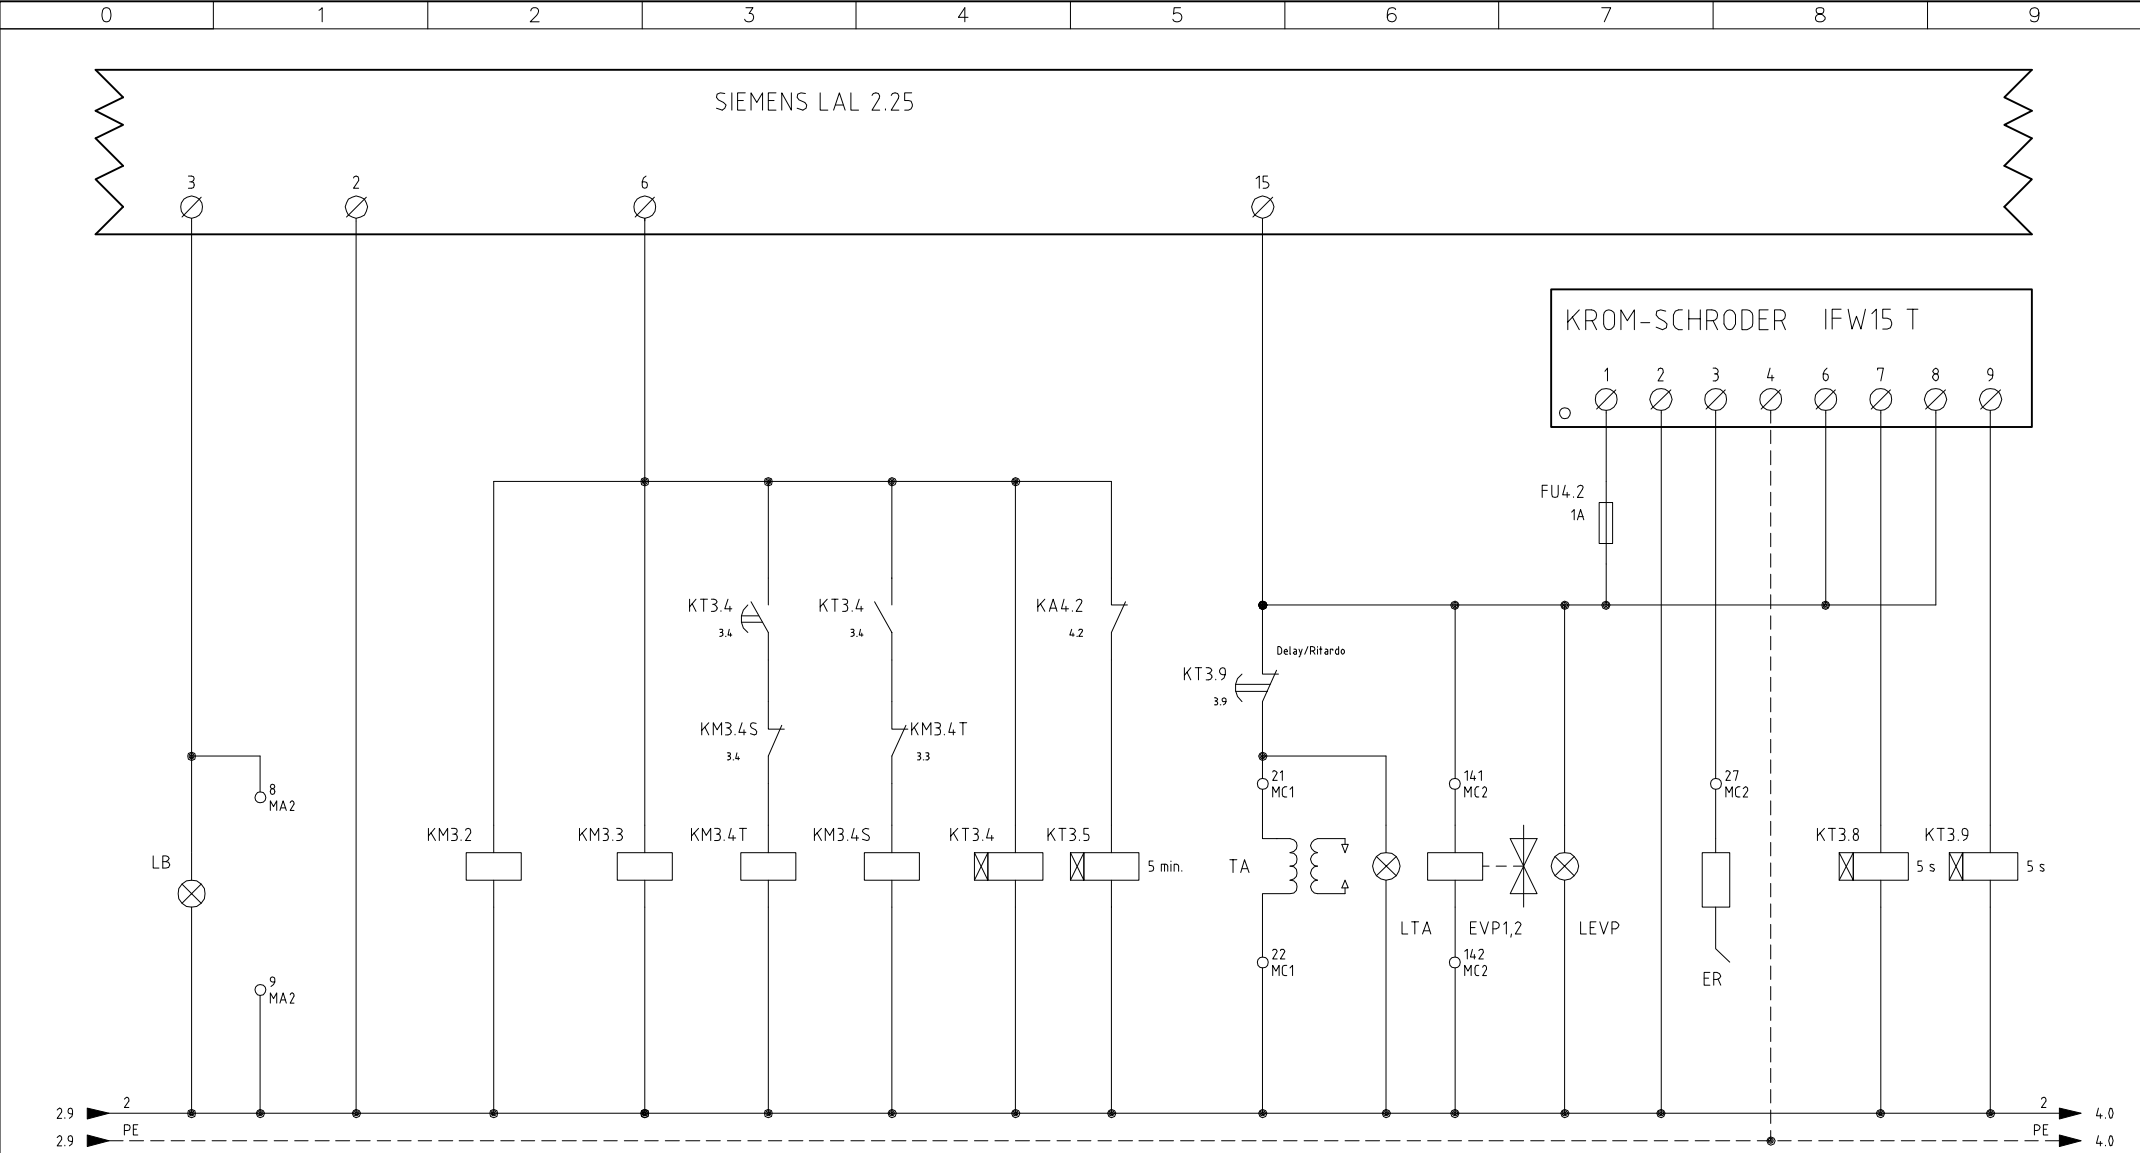 0 1 2 3 4 5 6 7 8 9
SIEMENS LAL 2.25
3 2 6 15
KROM-SCHRODER IFW15 T
1 2 3 4 6 7 8 9
FU4.2
1A
KT3.4 KT3.4 KA4.2
3.4 3.4 4.2
Delay/Ritardo
KT3.9
3.9
KM3.4S KM3.4T
3.4 3.3
21 141 27
MC1 MC2 MC2
8
MA2
KM3.2 KM3.3 KM3.4T KM3.4S KT3.4 KT3.5 KT3.8 KT3.9
LB TA 5 min. 5 s 5 s
LTA EVP1,2 LEVP
22 142
MC1 MC2
ER
9
MA2
2 2
2.9 4.0
PE PE
2.9 4.0